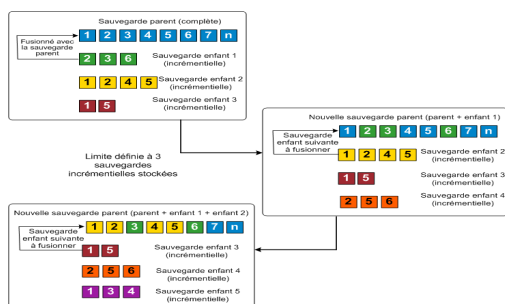 Sauvegarde parent (complète)
Fusionné avec
la sauvegarde
parent
1 2 3 4 5 6 7 n
2 3 6
Sauvegarde enfant 1
(incrémentielle)
1 2 4 5
Sauvegarde enfant 2
(incrémentielle)
1 5
Sauvegarde enfant 3
(incrémentielle)
Limite définie à 3
sauvegardes
incrémentielles stockées
Nouvelle sauvegarde parent (parent + enfant 1)
Sauvegarde
enfant suivante
à fusionner
1 2 3 4 5 6 7 n
1 2 4 5
Sauvegarde enfant 2
(incrémentielle)
1 5
Sauvegarde enfant 3
(incrémentielle)
2 5 6
Sauvegarde enfant 4
(incrémentielle)
Nouvelle sauvegarde parent (parent + enfant 1 + enfant 2)
Sauvegarde
enfant suivante
à fusionner
1 2 3 4 5 6 7 n
1 5
Sauvegarde enfant 3
(incrémentielle)
2 5 6
Sauvegarde enfant 4
(incrémentielle)
1 3 4
Sauvegarde enfant 5
(incrémentielle)